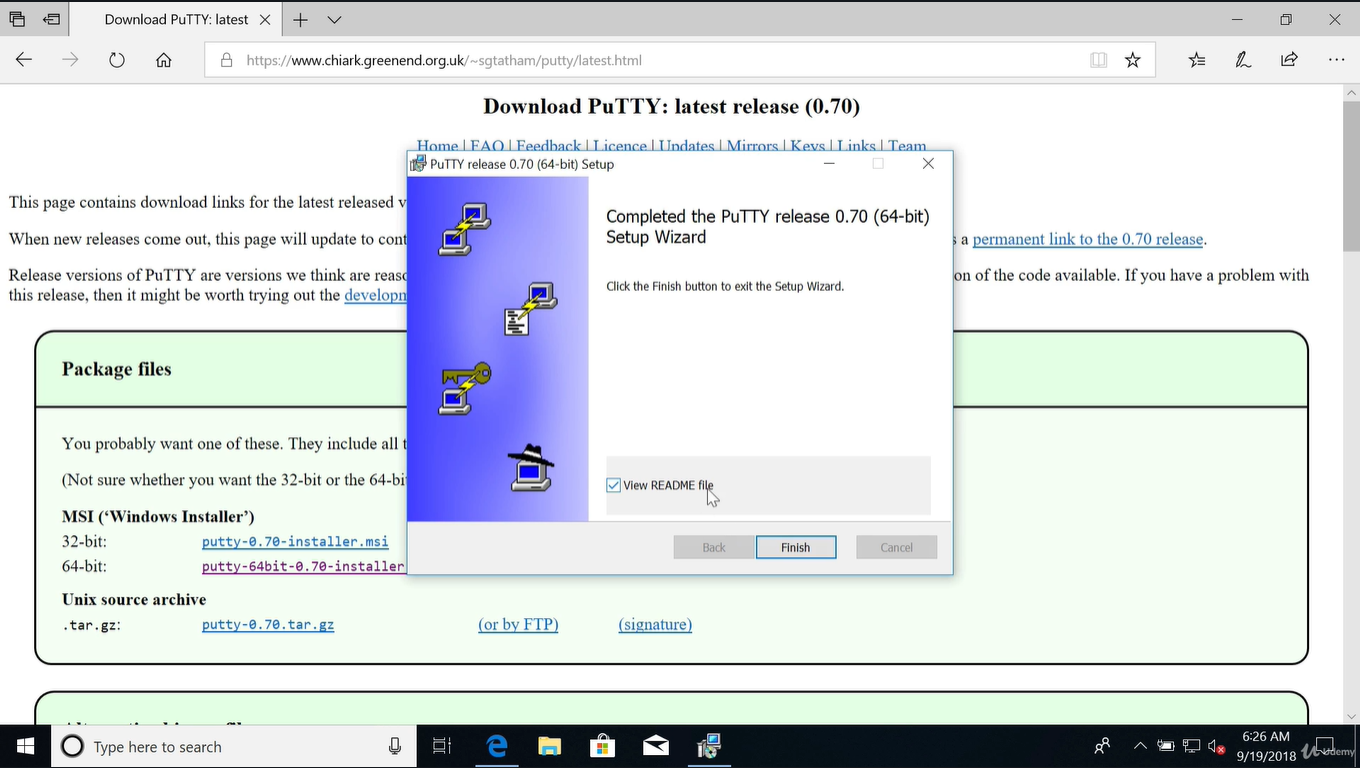 Download PuTTY: latest
https://www.chiark.greenend.org.uk/~sgtatham/putty/latest.html
Download PuTTY: latest release (0.70)
Home | FAQ | Feedback | Licence | Updates | Mirrors | Keys | Links | Team
PuTTY release 0.70 (64-bit) Setup
This page contains download links for the latest released v
When new releases come out, this page will update to cont
s a permanent link to the 0.70 release.
Release versions of PuTTY are versions we think are reaso
on of the code available. If you have a problem with
this release, then it might be worth trying out the developn
Completed the PuTTY release 0.70 (64-bit)
Setup Wizard
Click the Finish button to exit the Setup Wizard.
View README file
Back
Finish
Cancel
Package files
You probably want one of these. They include all t
(Not sure whether you want the 32-bit or the 64-bi
MSI (‘Windows Installer’)
32-bit: putty-0.70-installer.msi
64-bit: putty-64bit-0.70-installer.
Unix source archive
.tar.gz: putty-0.70.tar.gz (or by FTP) (signature)
Type here to search
6:26 AM
9/19/2018
Udemy